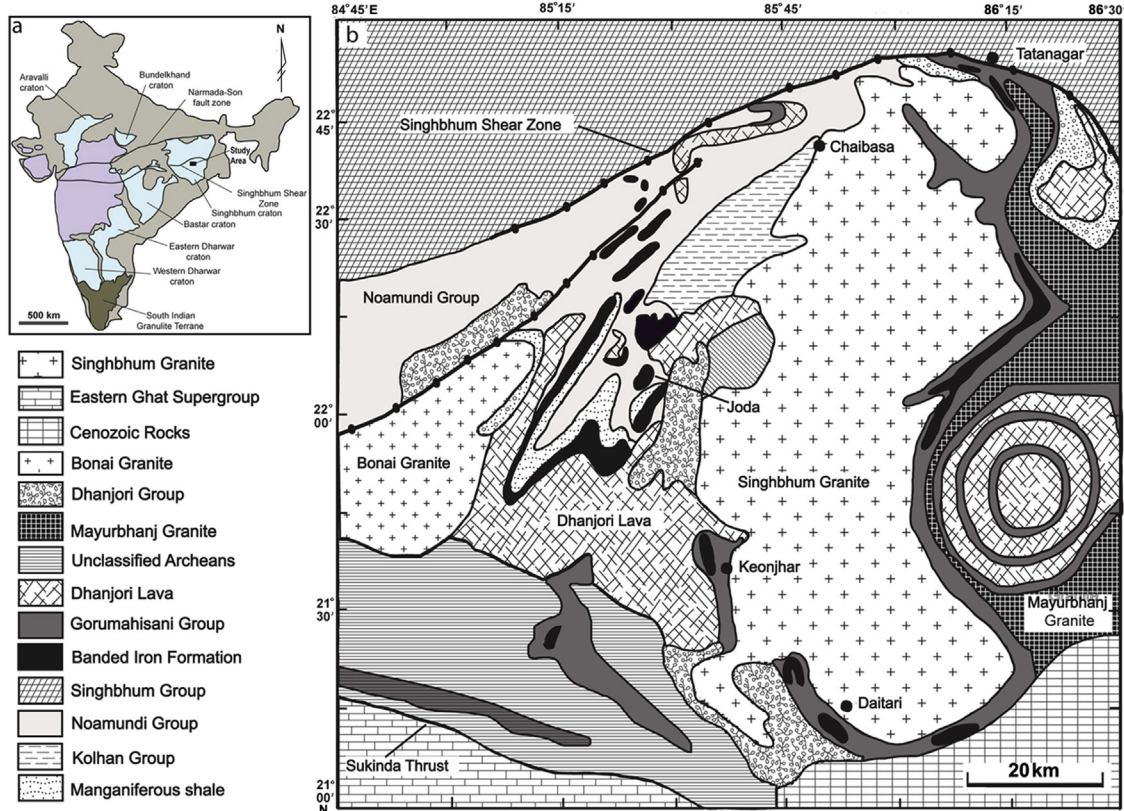 a
N
Aravalli
craton
Bundelkhand
craton
Narmada-Son
fault zone
Study
Area
Singhbhum Shear
Zone
Singhbhum craton
Bastar craton
Eastern Dharwar
craton
Western Dharwar
craton
South Indian
Granulite Terrane
500 km
Singhbhum Granite
Eastern Ghat Supergroup
Cenozoic Rocks
Bonai Granite
Dhanjori Group
Mayurbhanj Granite
Unclassified Archeans
Dhanjori Lava
Gorumahisani Group
Banded Iron Formation
Singhbhum Group
Noamundi Group
Kolhan Group
Manganiferous shale
84°45'E
85°15'
85°45'
86°15'
86°30'
b
22°
45'
22°
30'
22°
00'
21°
30'
21°
00'
N
Tatanagar
Singhbhum Shear Zone
Chaibasa
Noamundi Group
Joda
Bonai Granite
Singhbhum Granite
Dhanjori Lava
Keonjhar
Mayurbhanj
Granite
Daitari
Sukinda Thrust
20 km